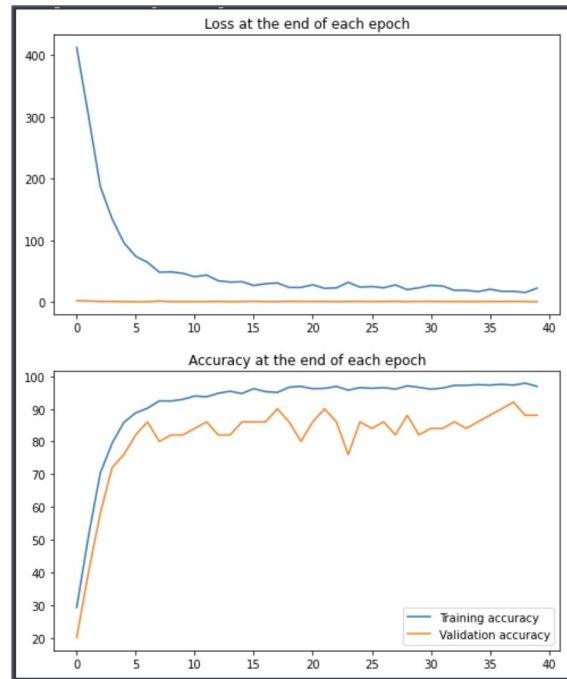 Loss at the end of each epoch
400
300
200
100
0
0 5 10 15 20 25 30 35 40
Accuracy at the end of each epoch
100
90
80
70
60
50
40
30
20
Training accuracy
Validation accuracy
0 5 10 15 20 25 30 35 40